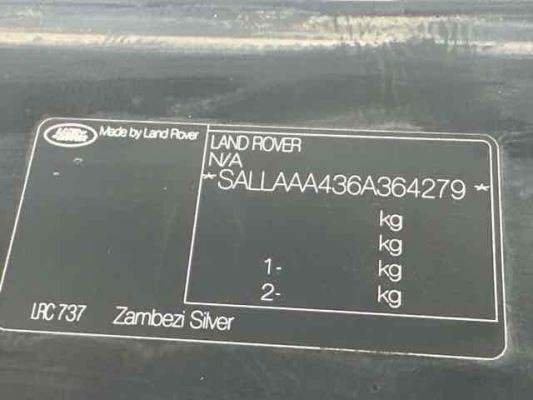 LAND ROVER
Made by Land Rover
LAND ROVER
N/A
*SALLAAA436A364279*
kg
kg
1- kg
2- kg
LRC 737 Zambezi Silver